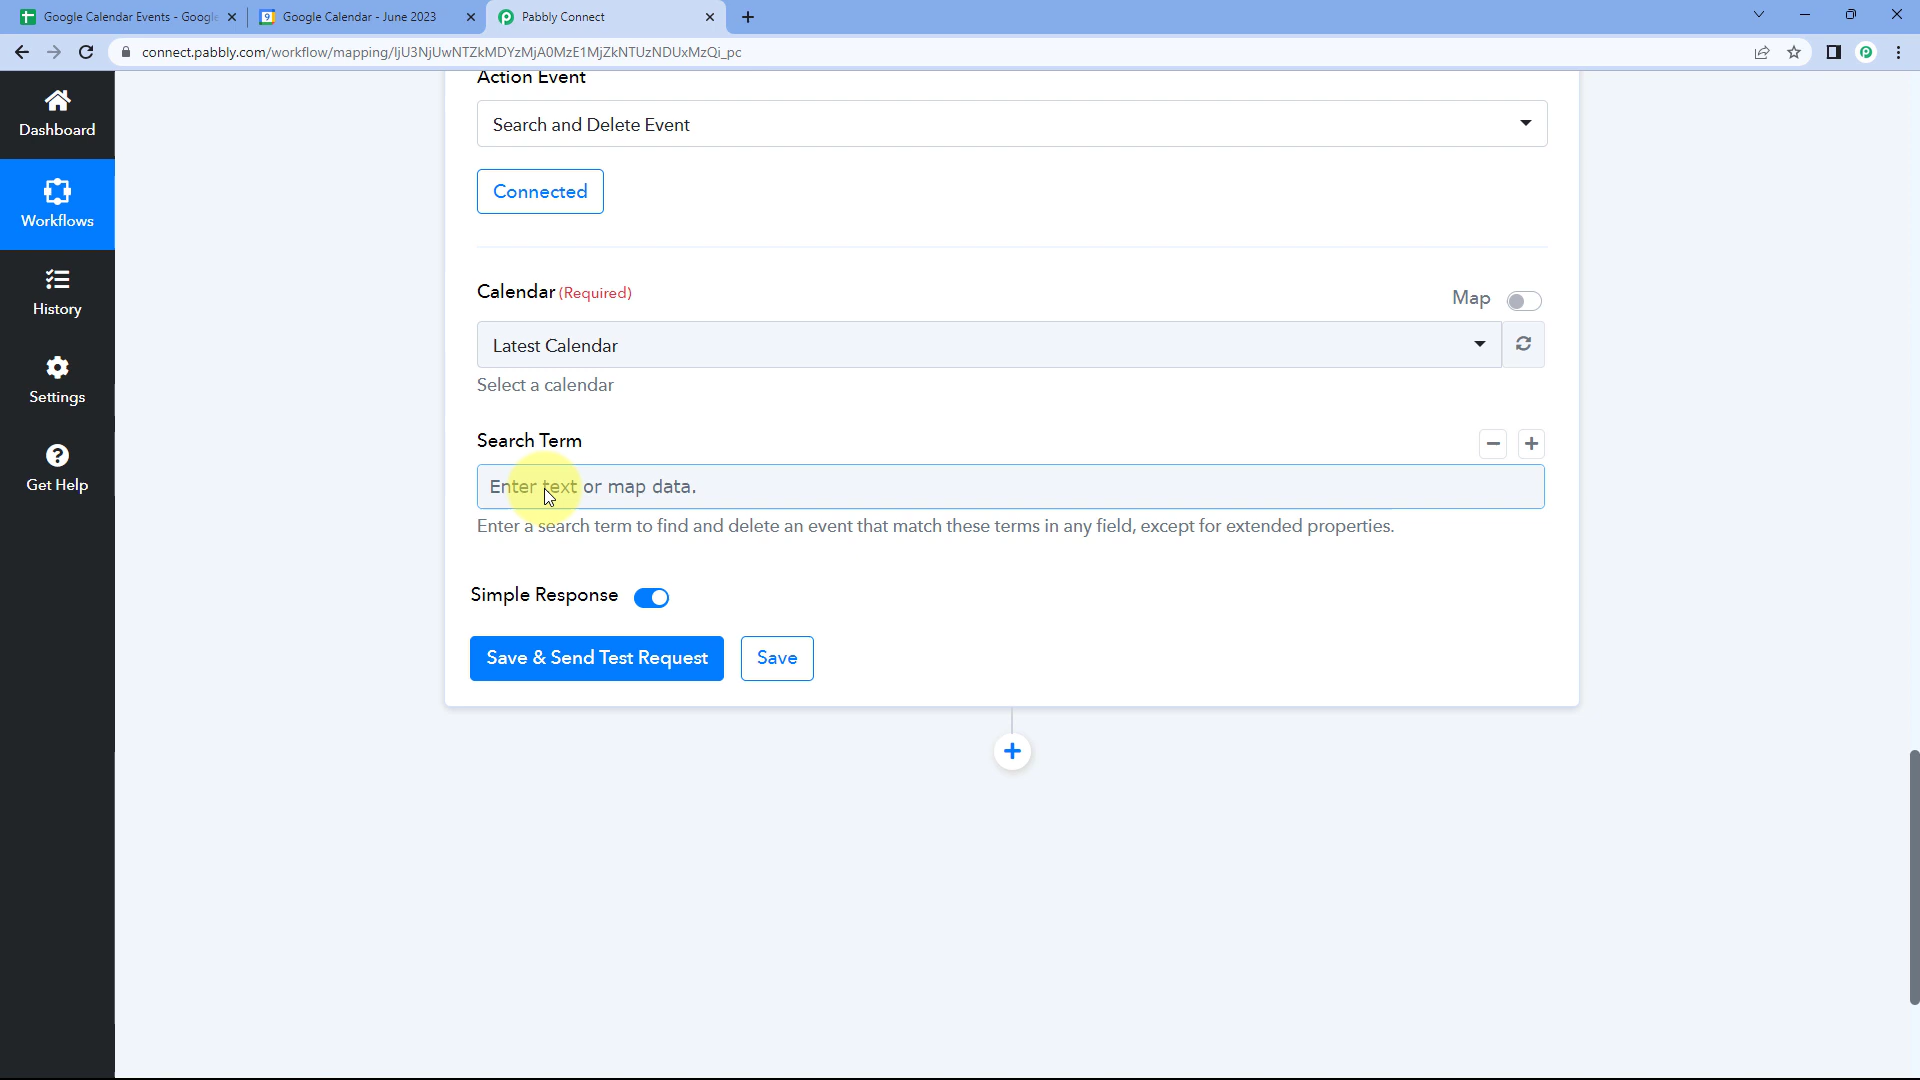 Google Calendar Events - Google
Google Calendar - June 2023
Pabbly Connect
connect.pabbly.com/workflow/mapping/IjU3NjUwNTZkMDYzMjA0MzE1MjZkNTUzNDUxMzQi_pc
Dashboard
Workflows
History
Settings
Get Help
Action Event
Search and Delete Event
Connected
Calendar (Required)
Map
Latest Calendar
Select a calendar
Search Term
Enter text or map data.
Enter a search term to find and delete an event that match these terms in any field, except for extended properties.
Simple Response
Save & Send Test Request
Save